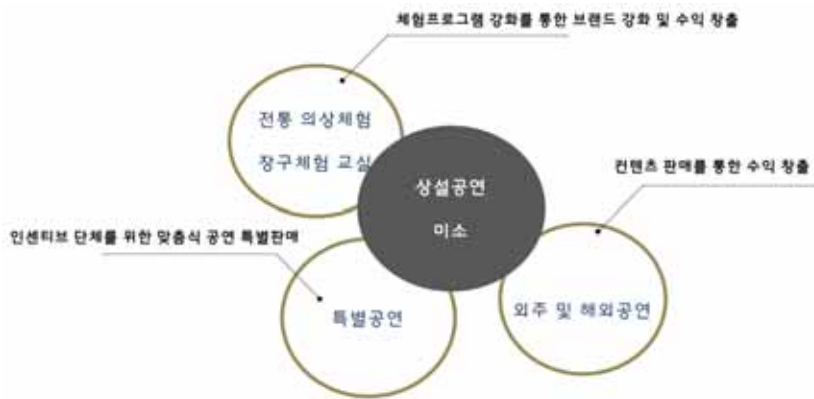 체험프로그램 강화를 통한 브랜드 강화 및 수익 창출
전통 의상체험
장구체험 교실
상설공연
미소
컨텐츠 판매를 통한 수익 창출
인센티브 단체를 위한 맞춤식 공연 특별판매
특별공연
외주 및 해외공연